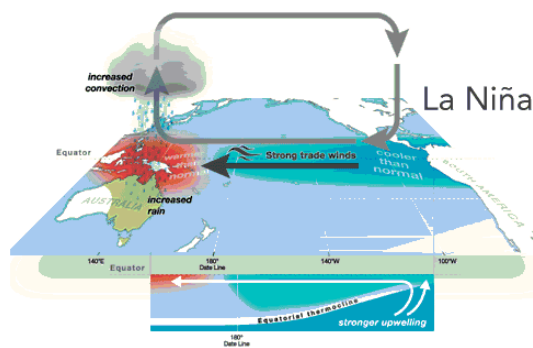 La Niña
increased
convection
Equator
warmer
than
normal
Strong trade winds
cooler
than
normal
AUSTRALIA
increased
rain
SOUTH AMERICA
140°E
180°
Date Line
140°W
100°W
Equator
Equatorial thermocline
stronger upwelling
180°
Date Line